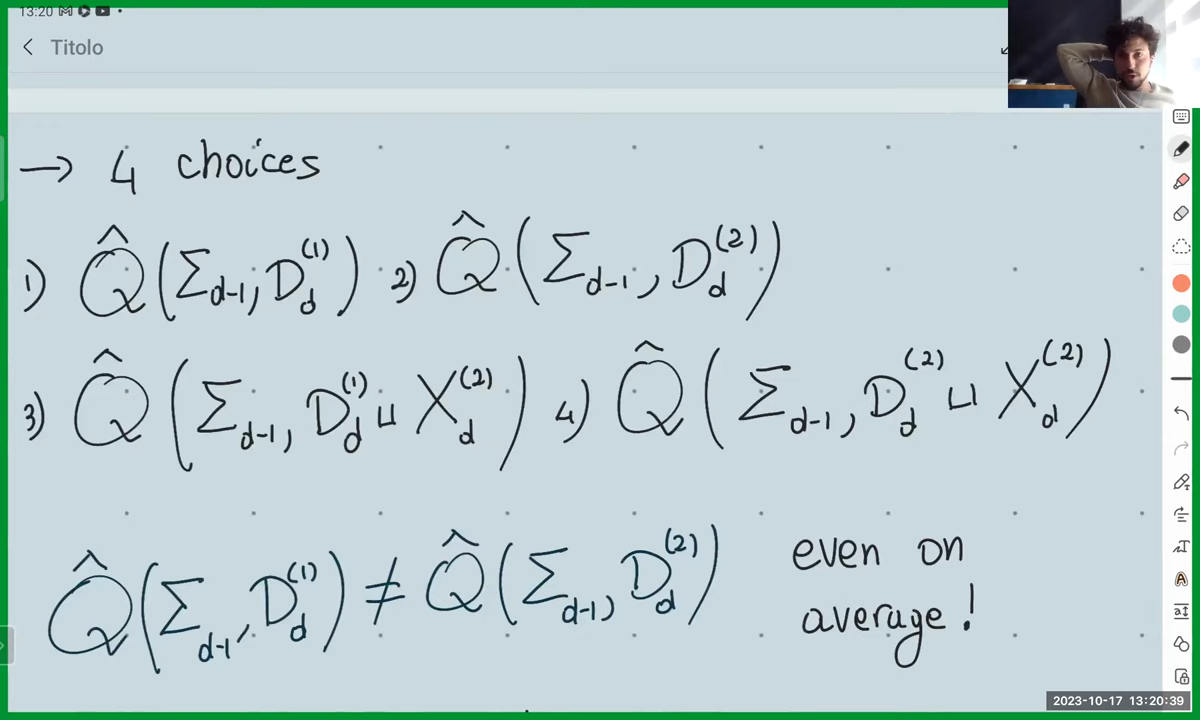 13:20
Titolo
→ 4 choices
1) Q̂(Σ_{d-1}, D_d^{(1)}) 2) Q̂(Σ_{d-1}, D_d^{(2)})
3) Q̂(Σ_{d-1}, D_d^{(1)} ⊔ X_d^{(2)}) 4) Q̂(Σ_{d-1}, D_d^{(2)} ⊔ X_d^{(2)})
Q̂(Σ_{d-1}, D_d^{(1)}) ≠ Q̂(Σ_{d-1}, D_d^{(2)}) even on
average!
2023-10-17 13:20:39